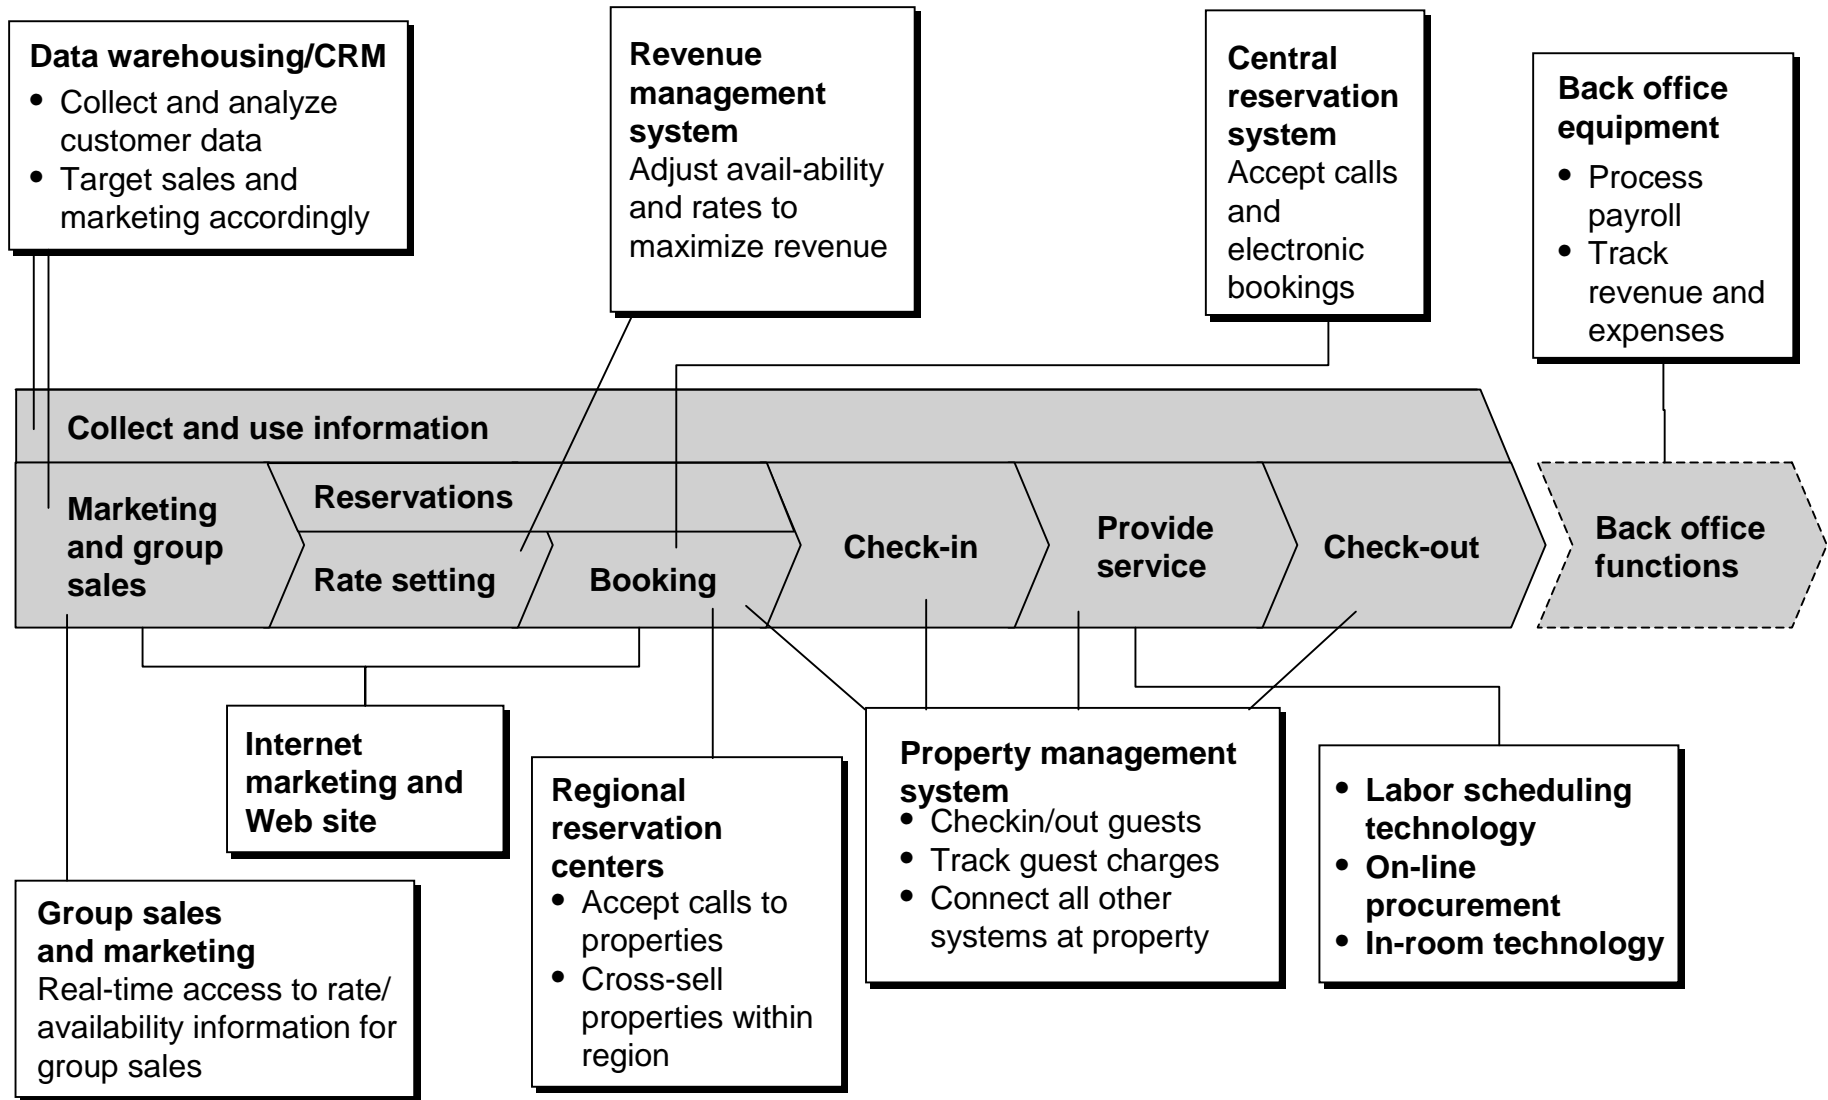 Data warehousing/CRM
• Collect and analyze
customer data
• Target sales and
marketing accordingly
Revenue
management
system
Adjust avail-ability
and rates to
maximize revenue
Central
reservation
system
Accept calls
and
electronic
bookings
Back office
equipment
• Process
payroll
• Track
revenue and
expenses
Collect and use information
Marketing
and group
sales
Reservations
Rate setting
Booking
Check-in
Provide
service
Check-out
Back office
functions
Internet
marketing and
Web site
Group sales
and marketing
Real-time access to rate/
availability information for
group sales
Regional
reservation
centers
• Accept calls to
properties
• Cross-sell
properties within
region
Property management
system
• Checkin/out guests
• Track guest charges
• Connect all other
systems at property
• Labor scheduling
technology
• On-line
procurement
• In-room technology